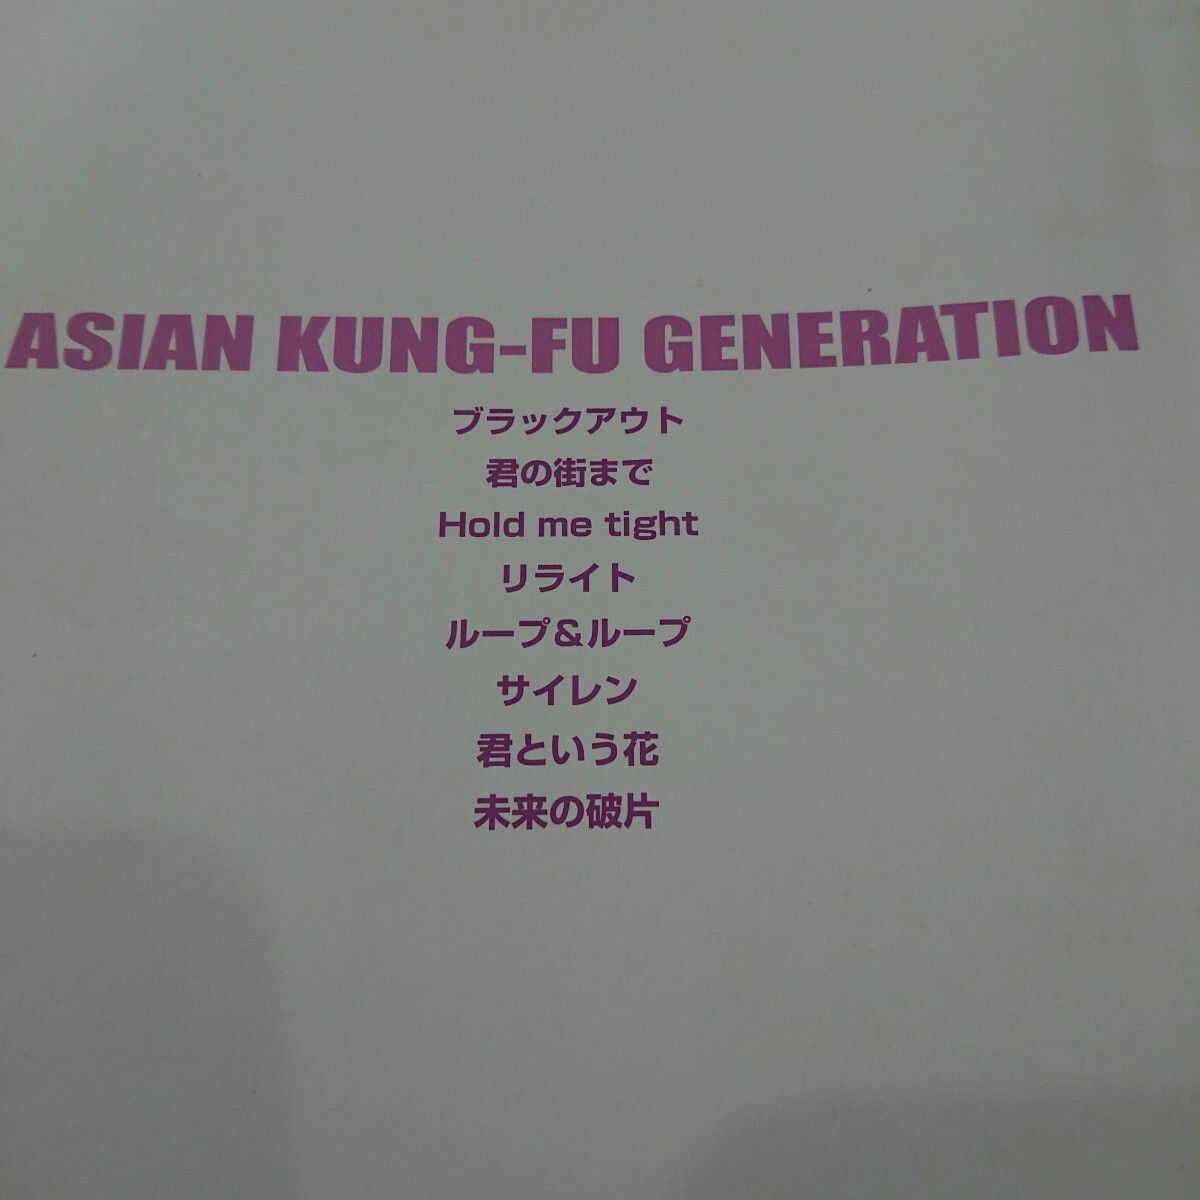 ASIAN KUNG-FU GENERATION
ブラックアウト
君の街まで
Hold me tight
リライト
ループ&ループ
サイレン
君という花
未来の破片